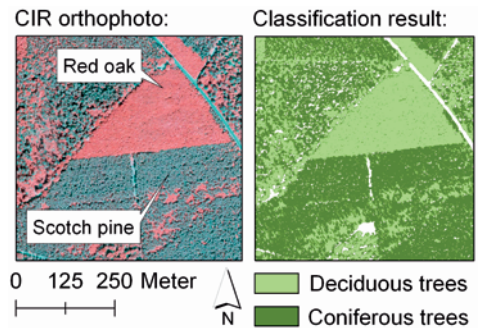 CIR orthophoto:
Classification result:
Red oak
Scotch pine
0 125 250 Meter
N
Deciduous trees
Coniferous trees